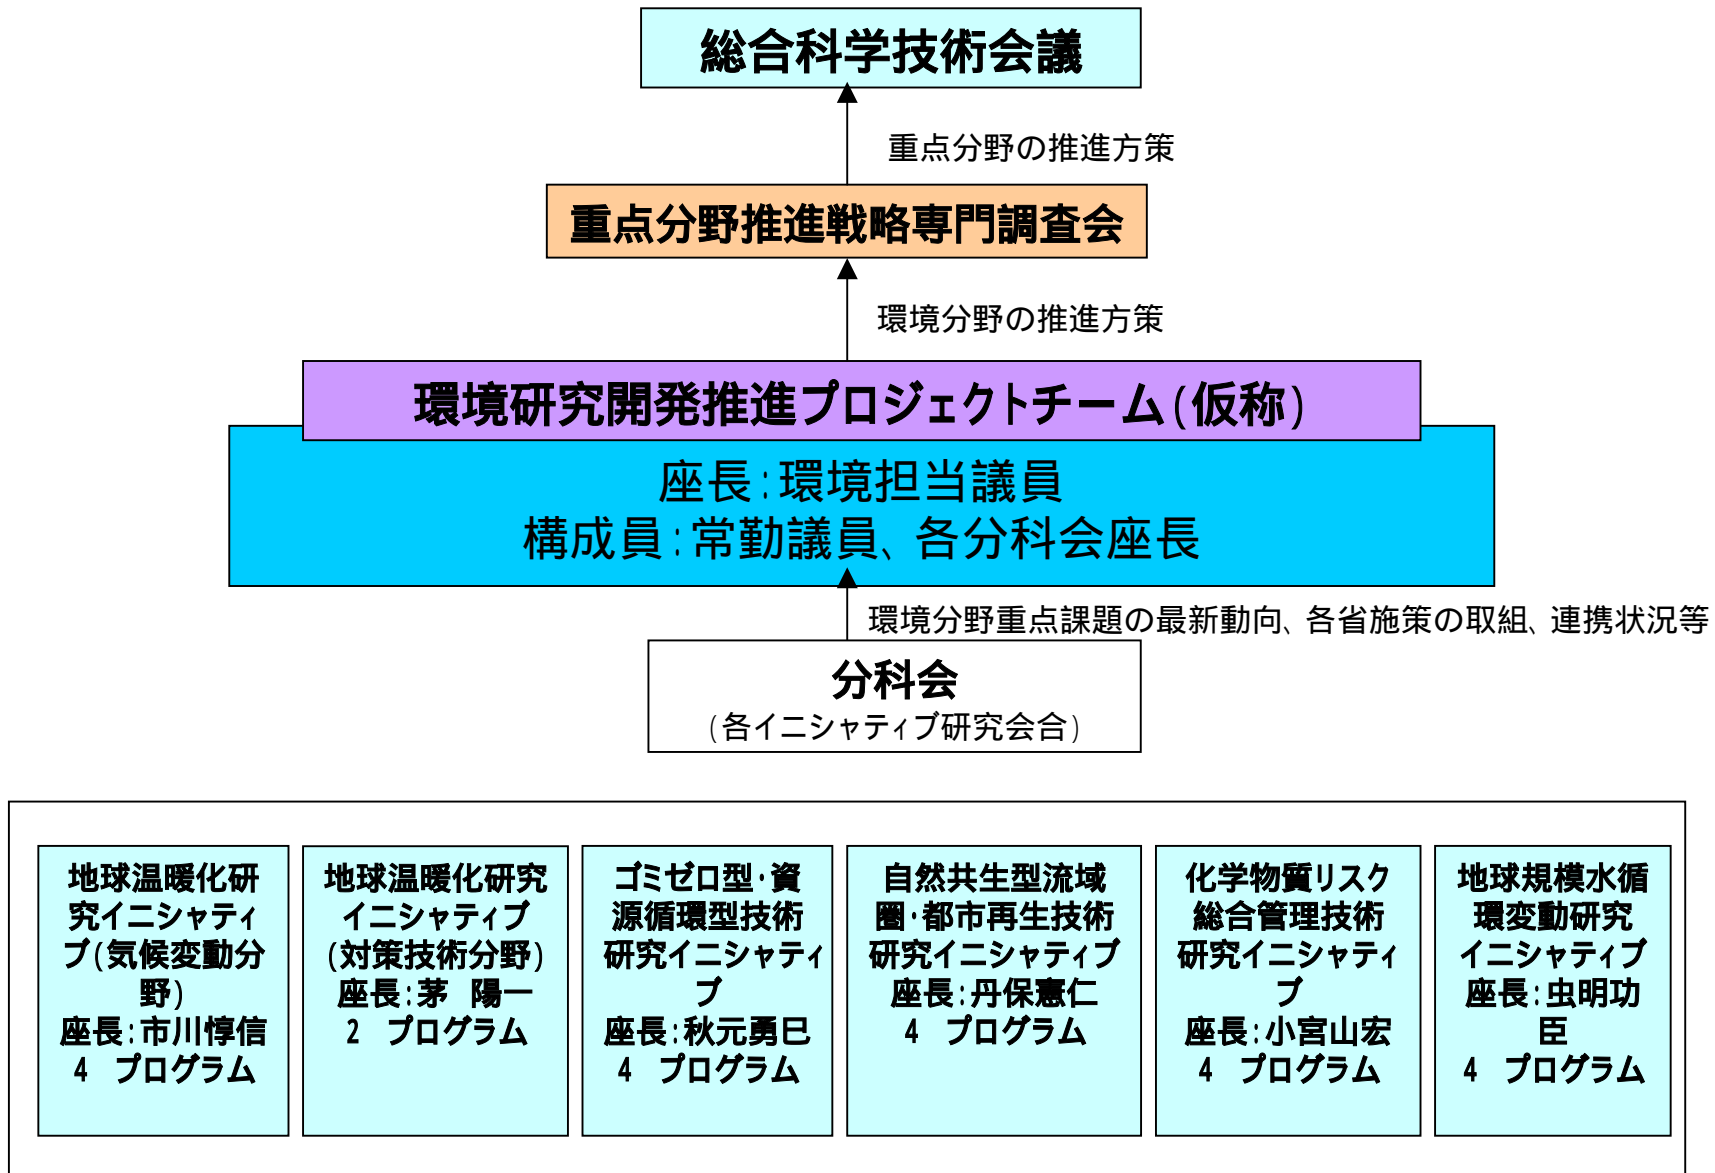 総合科学技術会議
重点分野の推進方策
重点分野推進戦略専門調査会
環境分野の推進方策
環境研究開発推進プロジェクトチーム(仮称)
座長:環境担当議員
構成員:常勤議員、各分科会座長
環境分野重点課題の最新動向、各省施策の取組、連携状況等
分科会
(各イニシャティブ研究会合)
地球温暖化研
究イニシャティ
ブ(気候変動分
野)
座長:市川惇信
4 プログラム
地球温暖化研究
イニシャティブ
(対策技術分野)
座長:茅 陽一
2 プログラム
ゴミゼロ型・資
源循環型技術
研究イニシャティ
ブ
座長:秋元勇巳
4 プログラム
自然共生型流域
圏・都市再生技術
研究イニシャティブ
座長:丹保憲仁
4 プログラム
化学物質リスク
総合管理技術
研究イニシャティ
ブ
座長:小宮山宏
4 プログラム
地球規模水循
環変動研究
イニシャティブ
座長:虫明功
臣
4 プログラム